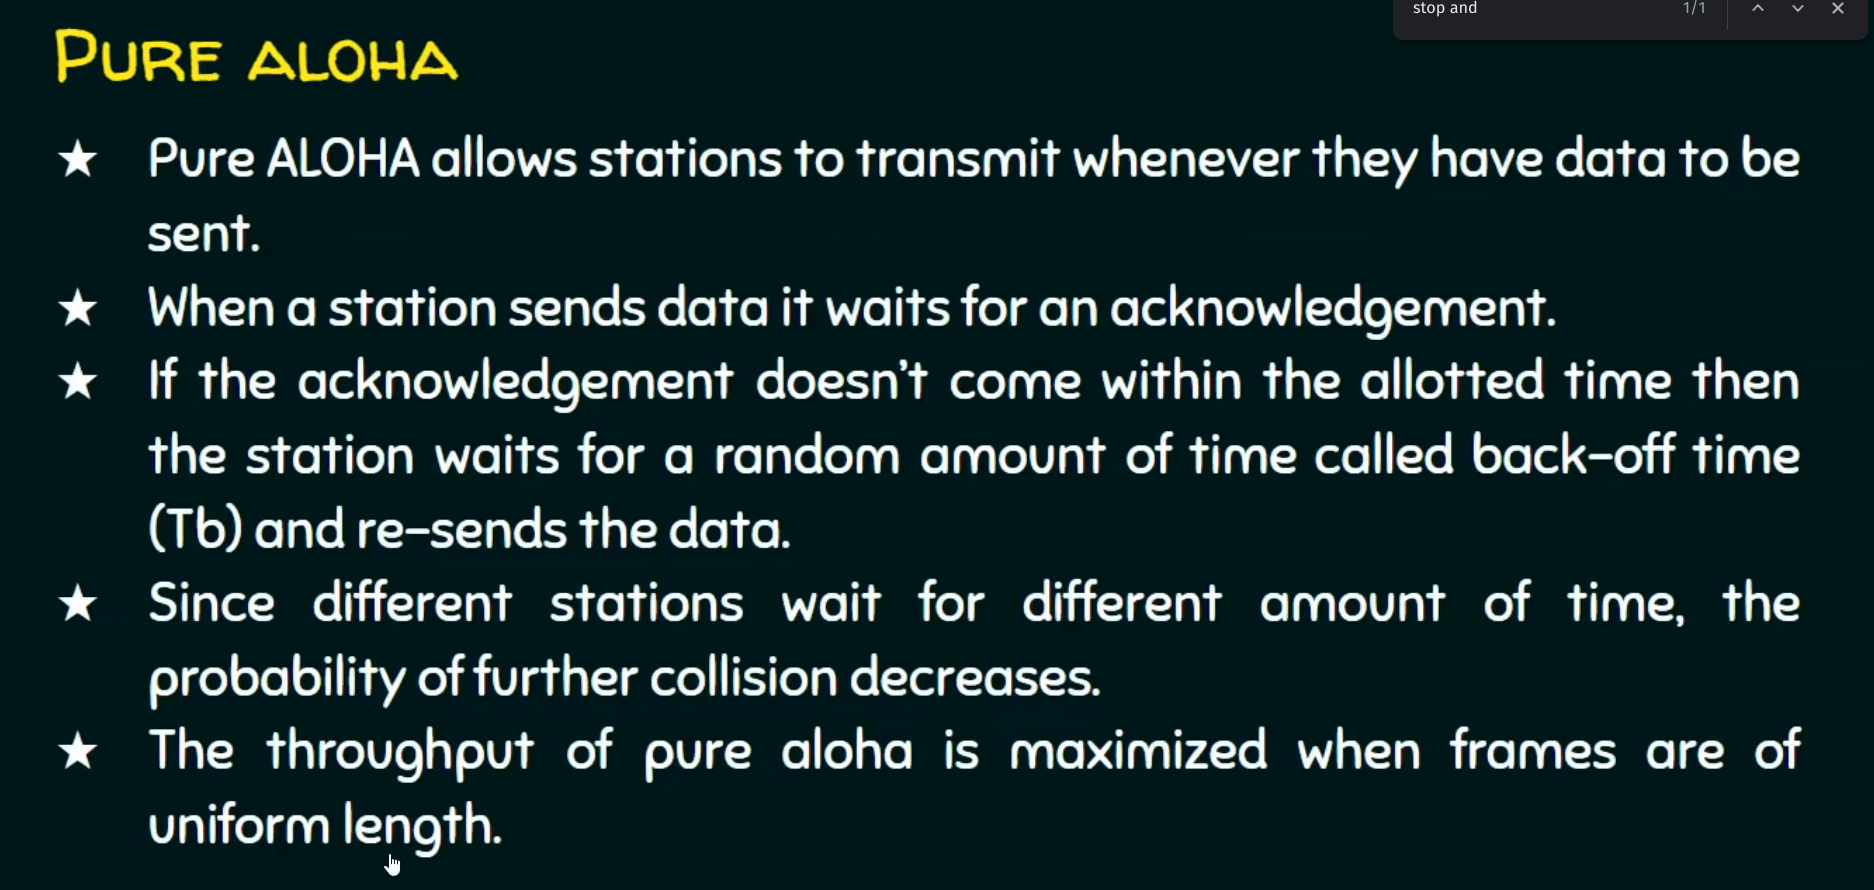 stop and 1/1
PURE ALOHA
★ Pure ALOHA allows stations to transmit whenever they have data to be
sent.
★ When a station sends data it waits for an acknowledgement.
★ If the acknowledgement doesn't come within the allotted time then
the station waits for a random amount of time called back-off time
(Tb) and re-sends the data.
★ Since different stations wait for different amount of time, the
probability of further collision decreases.
★ The throughput of pure aloha is maximized when frames are of
uniform length.